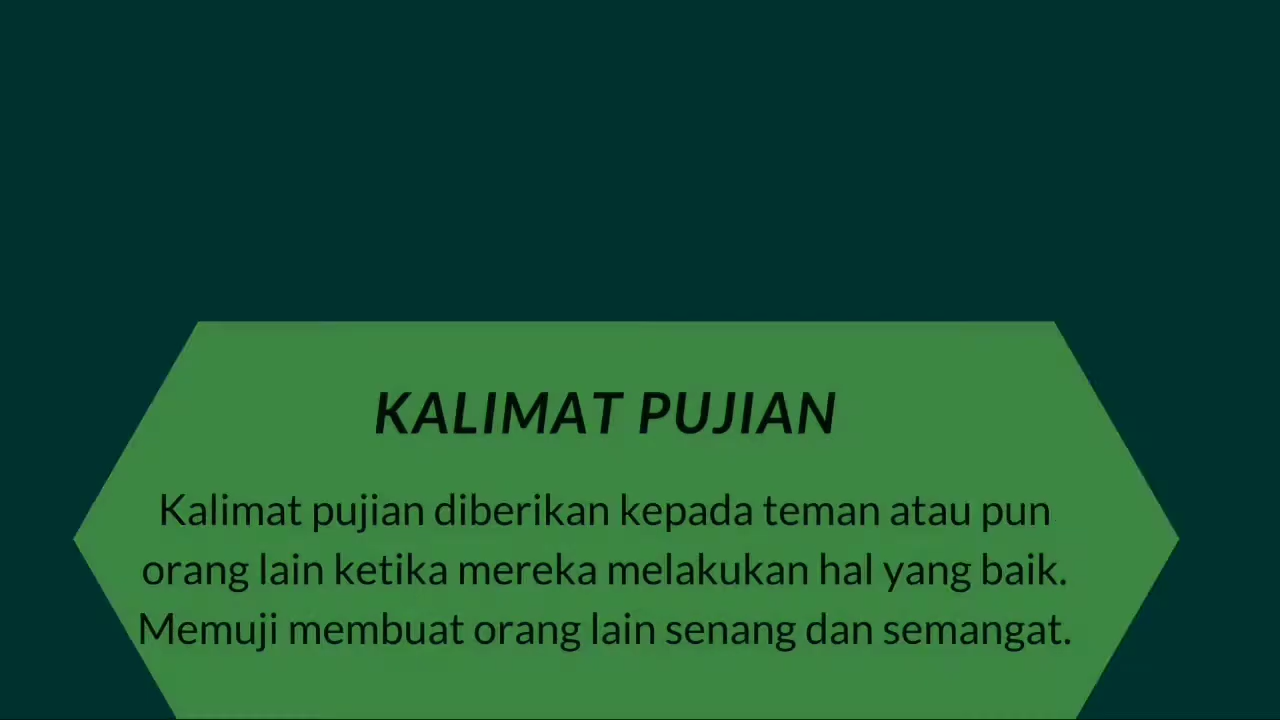 KALIMAT PUJIAN
Kalimat pujian diberikan kepada teman atau pun
orang lain ketika mereka melakukan hal yang baik.
Memuji membuat orang lain senang dan semangat.